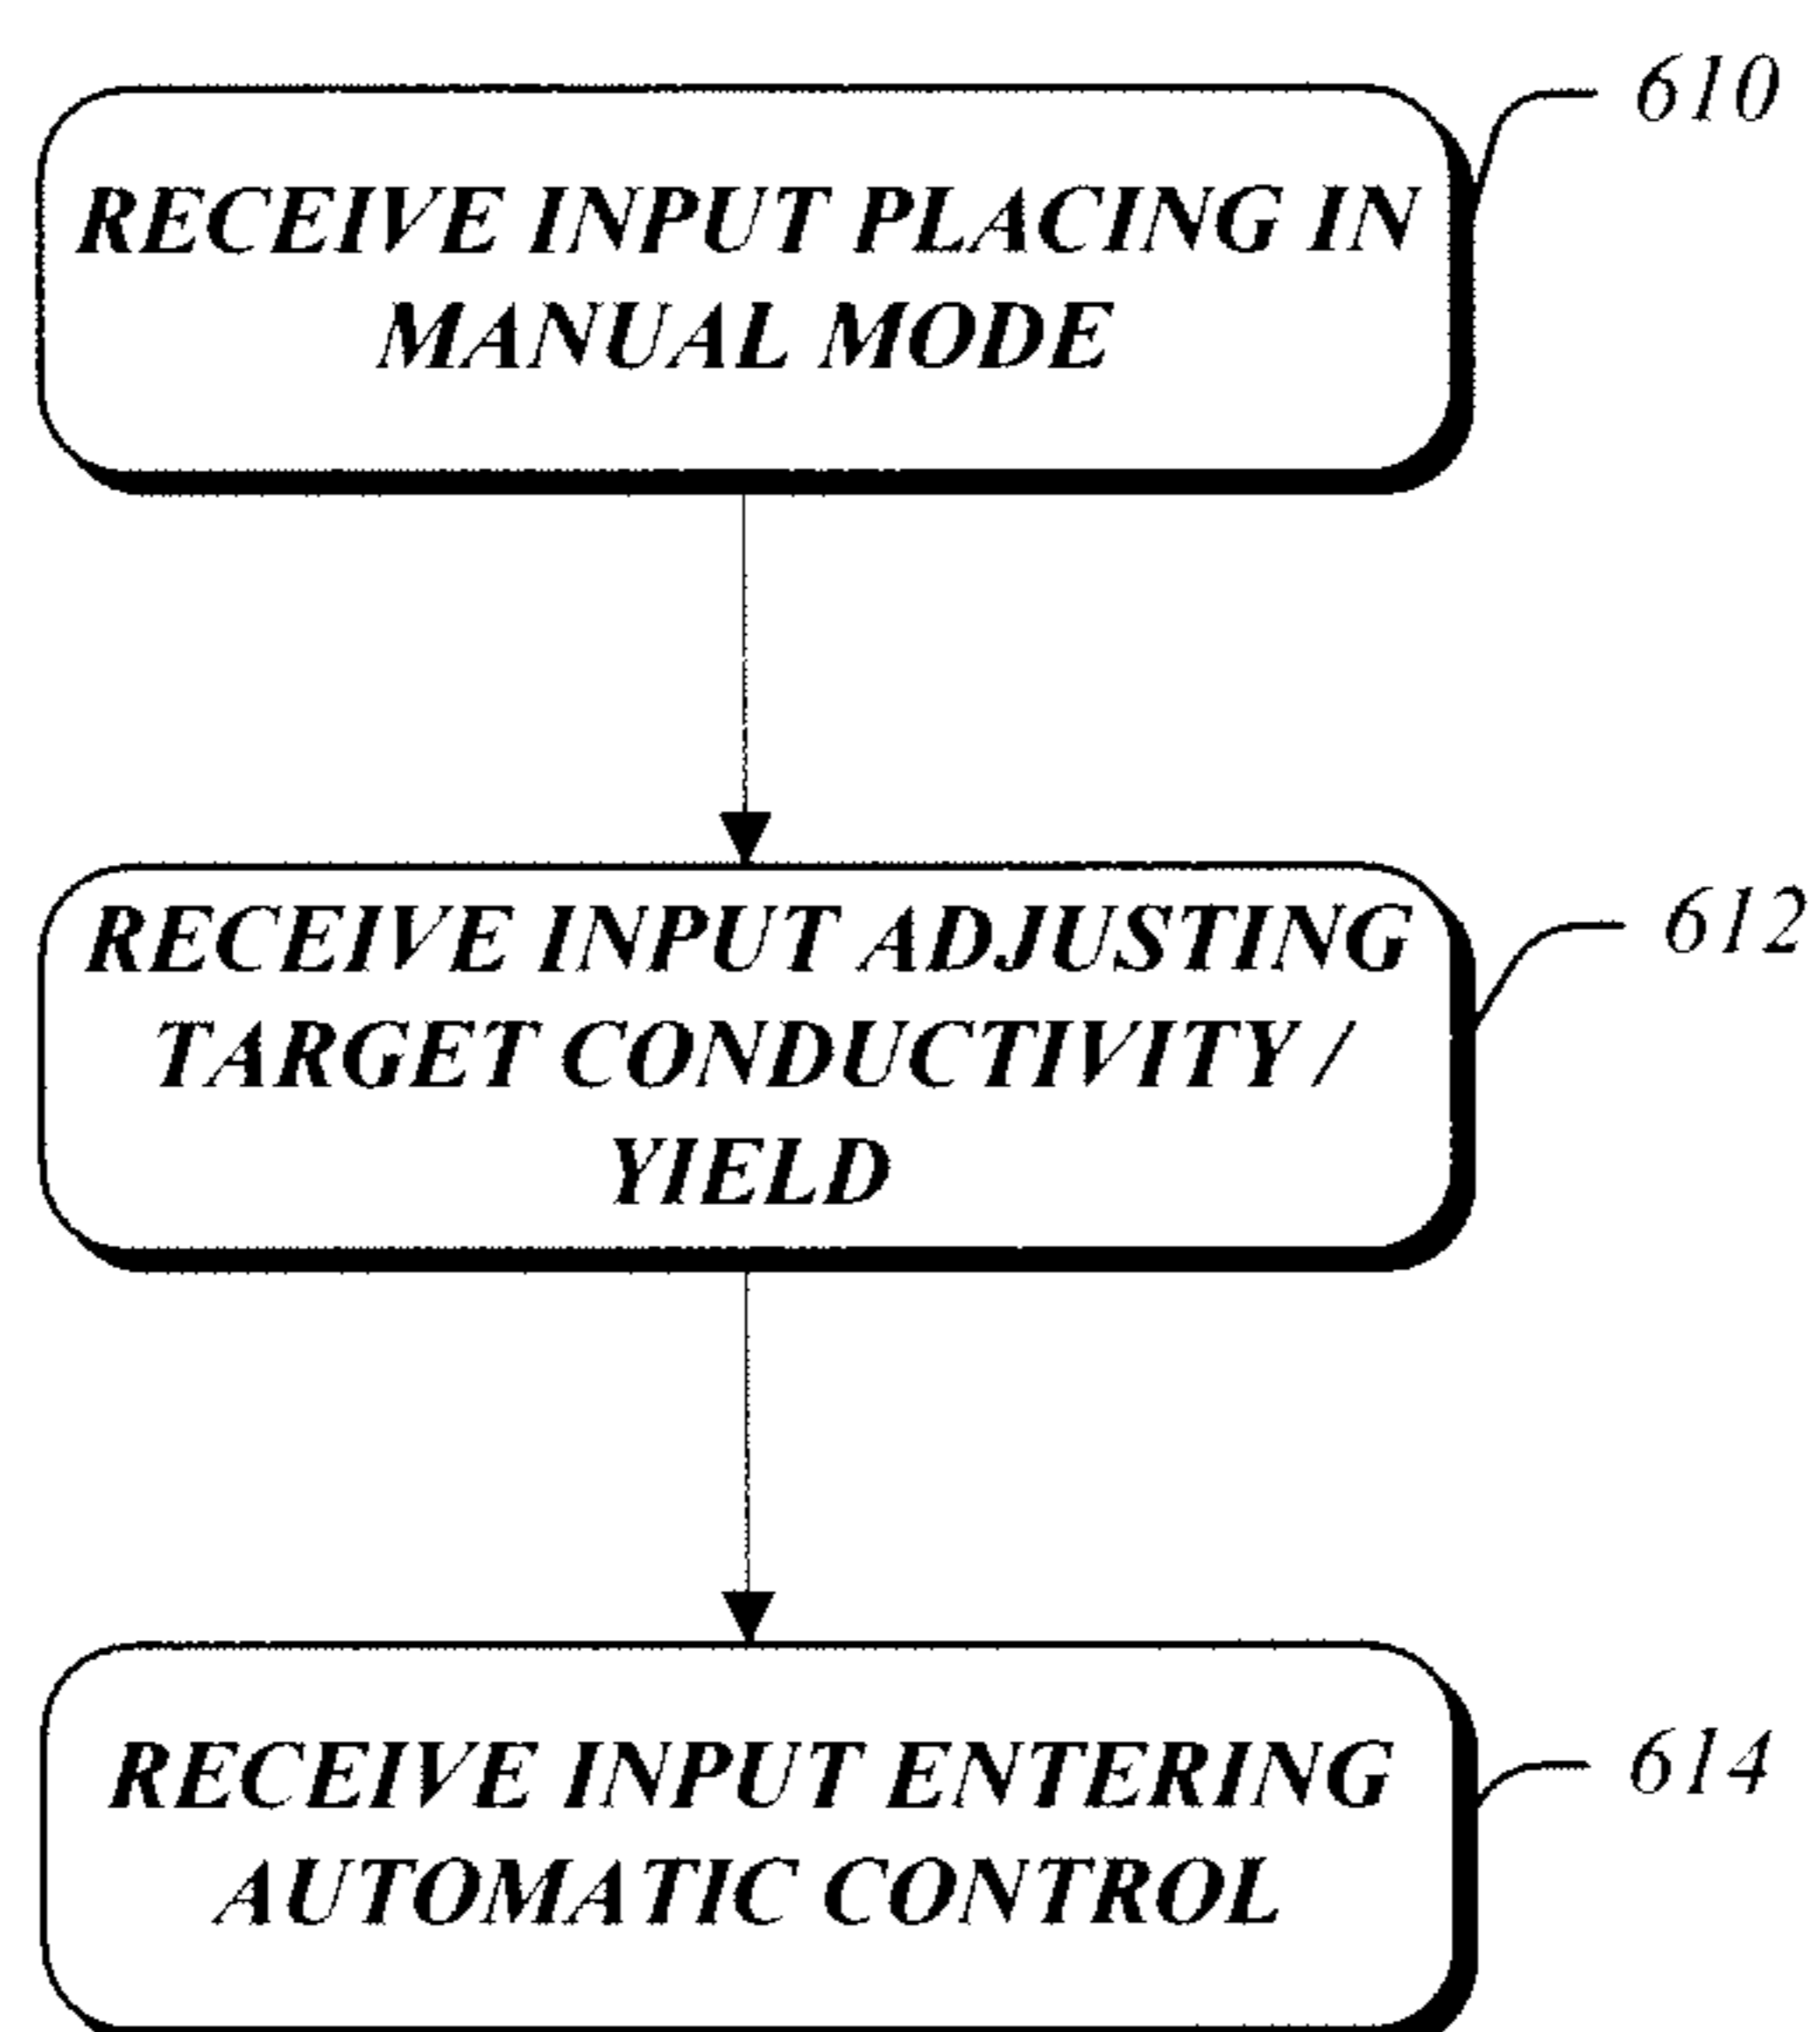 610
RECEIVE INPUT PLACING IN
MANUAL MODE
612
RECEIVE INPUT ADJUSTING
TARGET CONDUCTIVITY /
YIELD
614
RECEIVE INPUT ENTERING
AUTOMATIC CONTROL